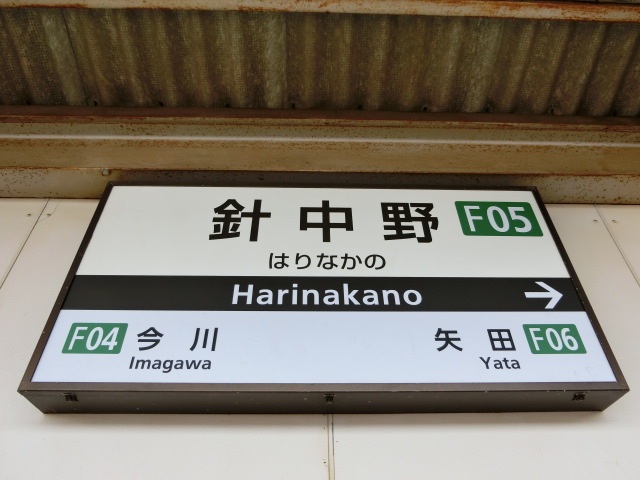 針中野 F05
はりなかの
Harinakano →
F04 今川 矢田 F06
Imagawa Yata